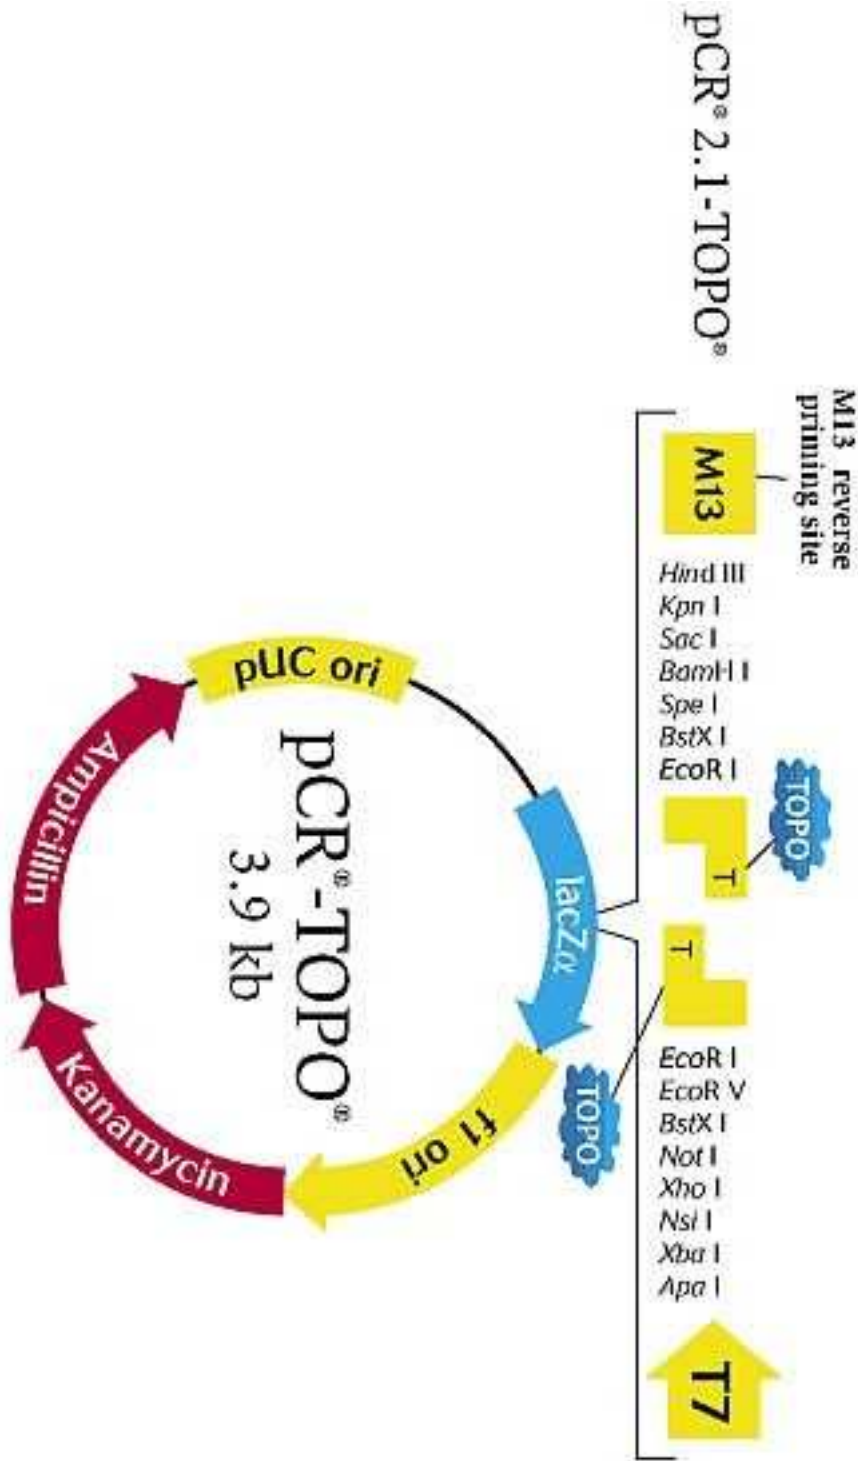 pCR® 2.1-TOPO®
M13 reverse
priming site
M13
Hind III
Kpn I
Sac I
BamH I
Spe I
BstX I
EcoR I
TOPO
T
T
TOPO
EcoR I
EcoR V
BstX I
Not I
Xho I
Nsi I
Xba I
Apa I
T7
lacZα
f1 ori
Kanamycin
Ampicillin
pUC ori
pCR®-TOPO®
3.9 kb